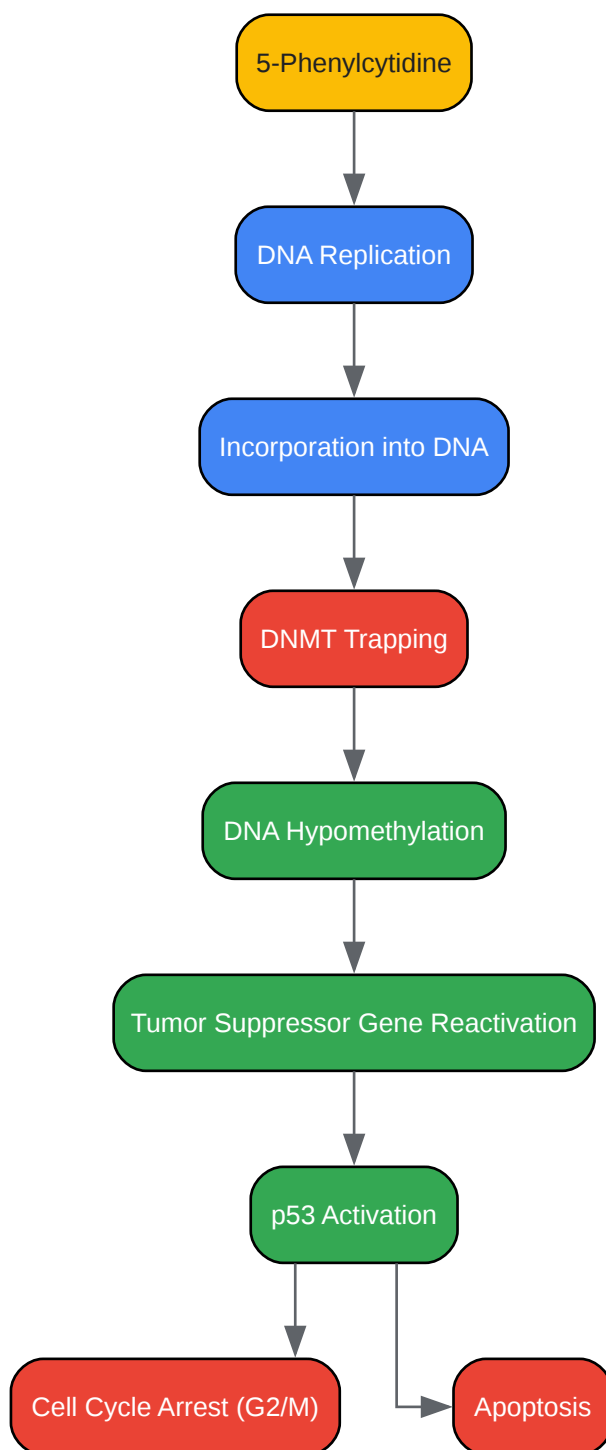 5-Phenylcytidine
DNA Replication
Incorporation into DNA
DNMT Trapping
DNA Hypomethylation
Tumor Suppressor Gene Reactivation
p53 Activation
Cell Cycle Arrest (G2/M)
Apoptosis